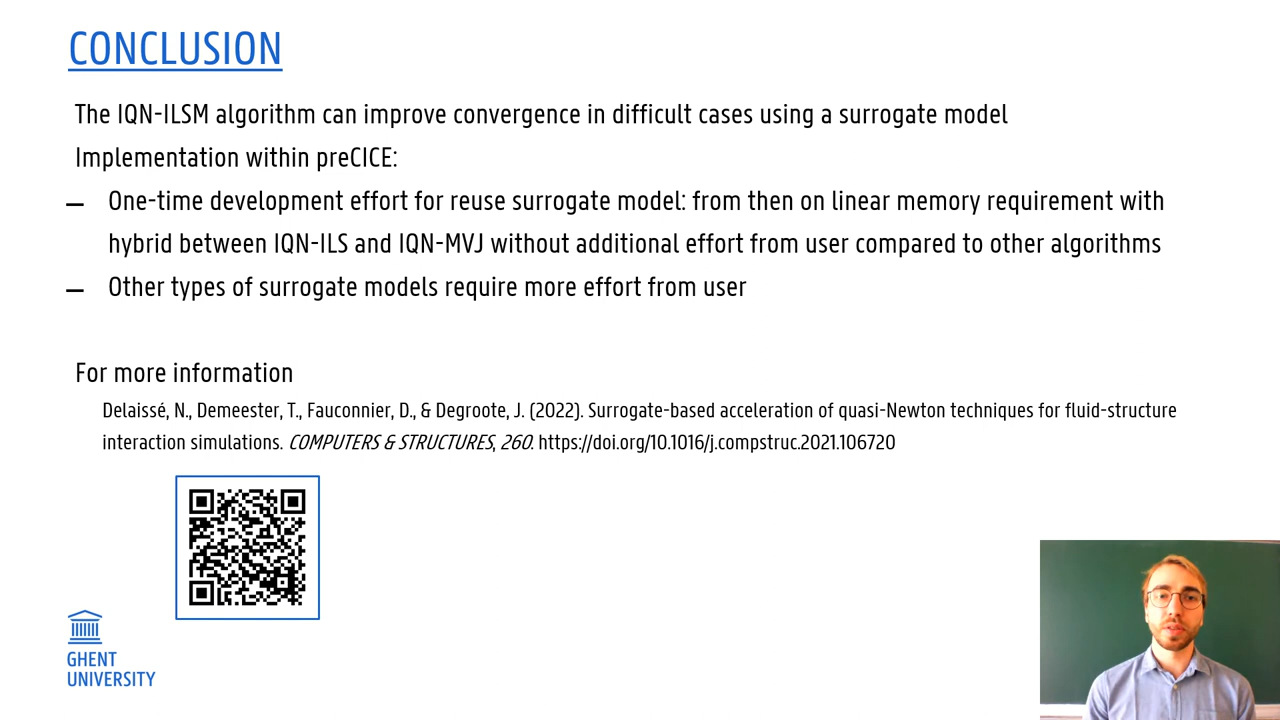 CONCLUSION
The IQN-ILSM algorithm can improve convergence in difficult cases using a surrogate model
Implementation within preCICE:
– One-time development effort for reuse surrogate model: from then on linear memory requirement with
hybrid between IQN-ILS and IQN-MVJ without additional effort from user compared to other algorithms
– Other types of surrogate models require more effort from user
For more information
Delaissé, N., Demeester, T., Fauconnier, D., & Degroote, J. (2022). Surrogate-based acceleration of quasi-Newton techniques for fluid-structure
interaction simulations. COMPUTERS & STRUCTURES, 260. https://doi.org/10.1016/j.compstruc.2021.106720
GHENT
UNIVERSITY